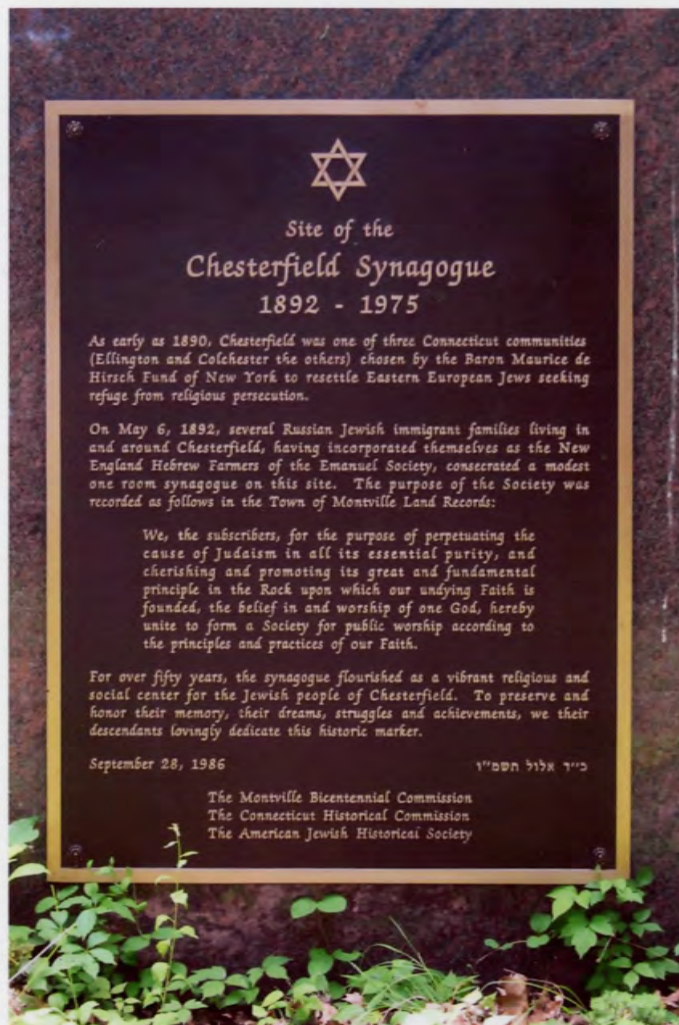 Site of the
Chesterfield Synagogue
1892 - 1975
As early as 1890, Chesterfield was one of three Connecticut communities
(Ellington and Colchester the others) chosen by the Baron Maurice de
Hirsch Fund of New York to resettle Eastern European Jews seeking
refuge from religious persecution.
On May 6, 1892, several Russian Jewish immigrant families living in
and around Chesterfield, having incorporated themselves as the New
England Hebrew Farmers of the Emanuel Society, consecrated a modest
one room synagogue on this site. The purpose of the Society was
recorded as follows in the Town of Montville Land Records:
We, the subscribers, for the purpose of perpetuating the
cause of Judaism in all its essential purity, and
cherishing and promoting its great and fundamental
principle in the Rock upon which our undying Faith is
founded, the belief in and worship of one God, hereby
unite to form a Society for public worship according to
the principles and practices of our Faith.
For over fifty years, the synagogue flourished as a vibrant religious and
social center for the Jewish people of Chesterfield. To preserve and
honor their memory, their dreams, struggles and achievements, we their
descendants lovingly dedicate this historic marker.
September 28, 1986 כ״ד אלול תשמ״ו
The Montville Bicentennial Commission
The Connecticut Historical Commission
The American Jewish Historical Society